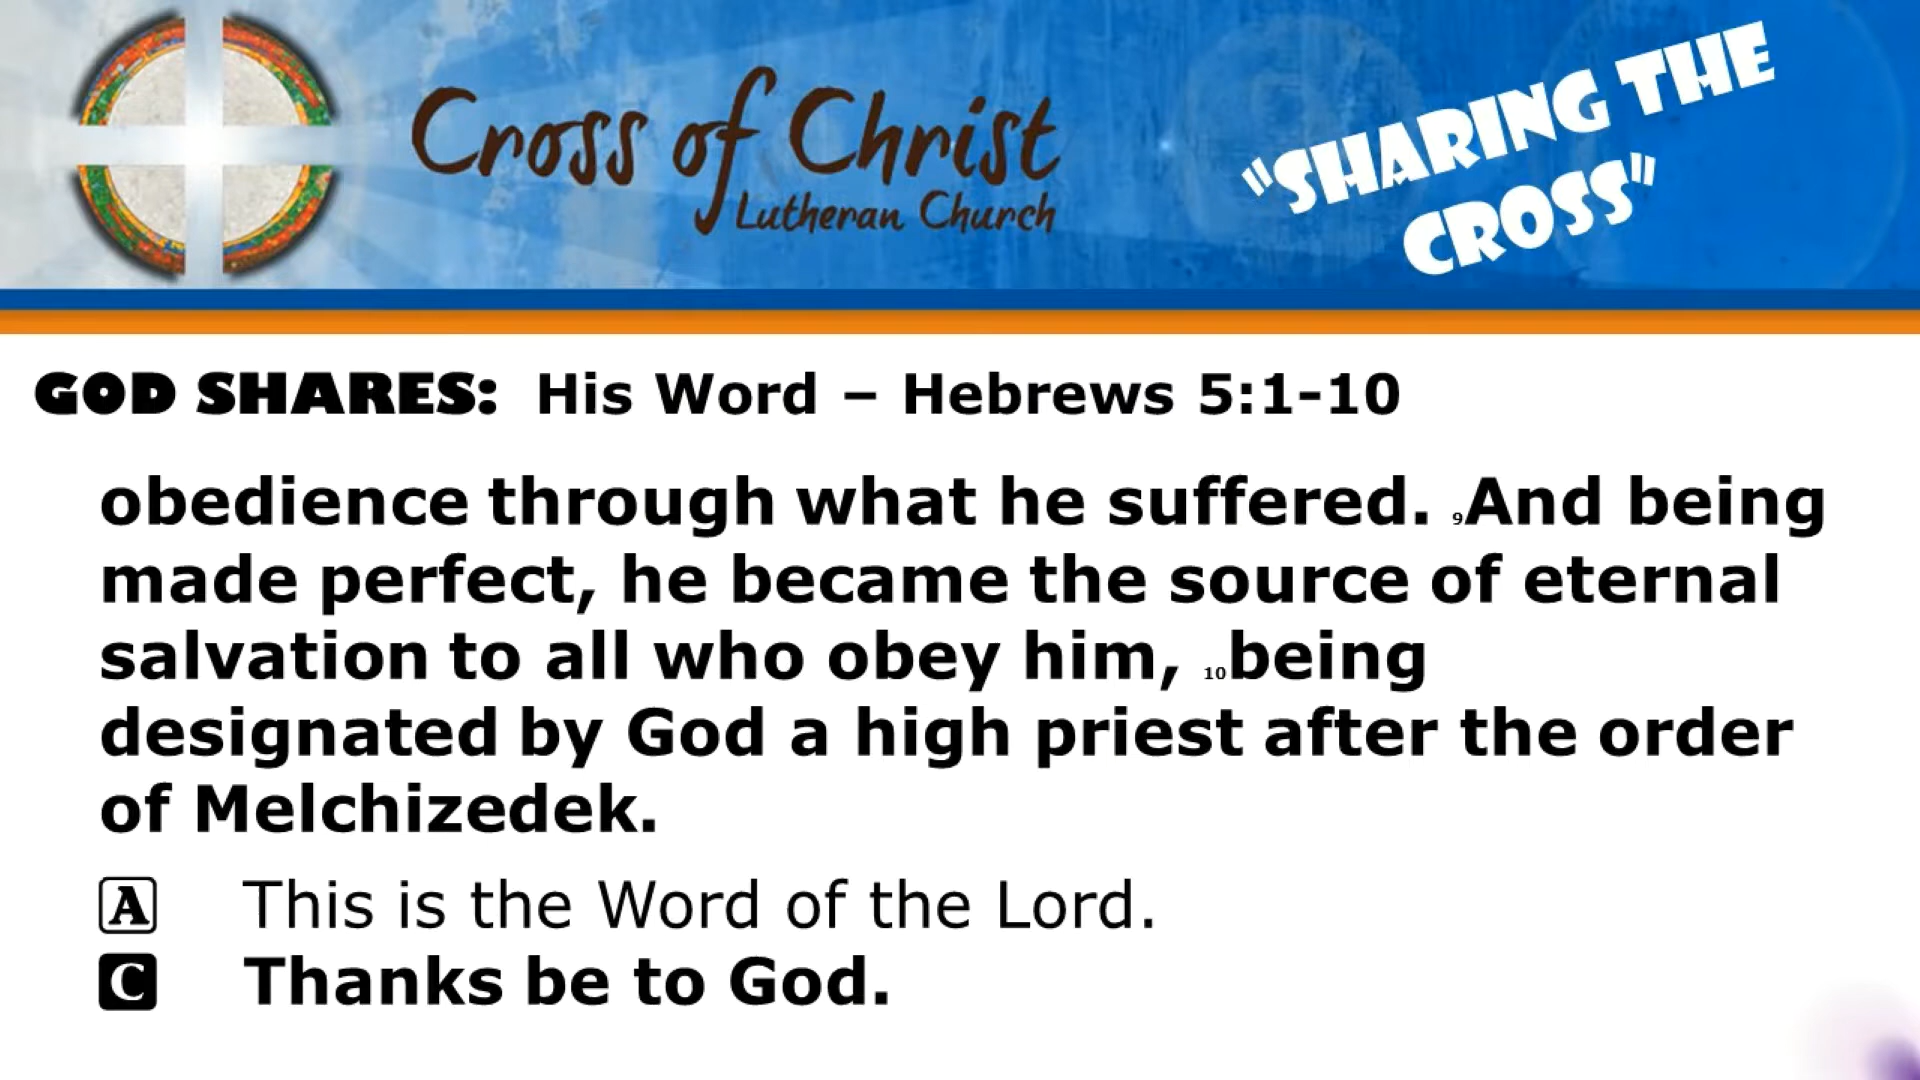 Cross of Christ
Lutheran Church
"SHARING THE
CROSS"
GOD SHARES: His Word – Hebrews 5:1-10
obedience through what he suffered. 9And being
made perfect, he became the source of eternal
salvation to all who obey him, 10being
designated by God a high priest after the order
of Melchizedek.
A This is the Word of the Lord.
C Thanks be to God.